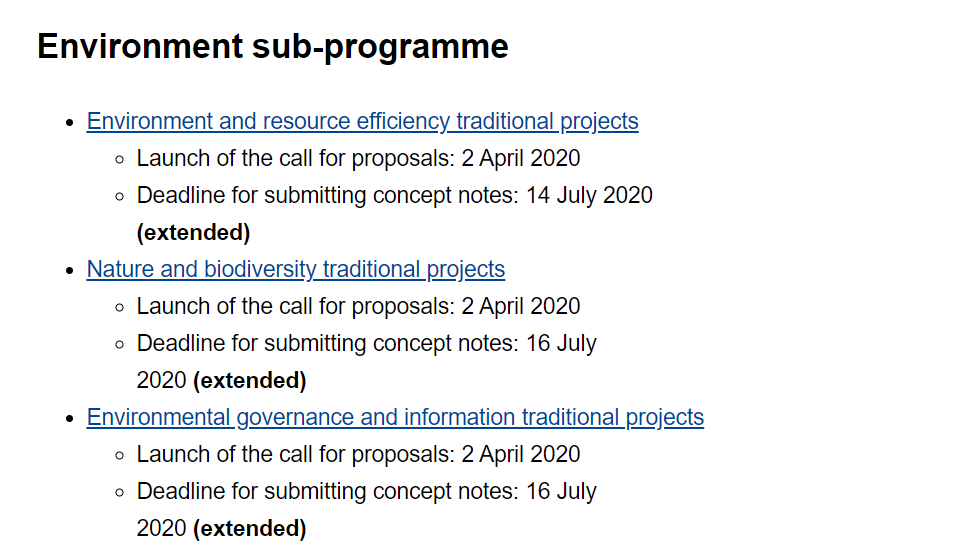 Environment sub-programme
Environment and resource efficiency traditional projects
Launch of the call for proposals: 2 April 2020
Deadline for submitting concept notes: 14 July 2020
(extended)
Nature and biodiversity traditional projects
Launch of the call for proposals: 2 April 2020
Deadline for submitting concept notes: 16 July
2020 (extended)
Environmental governance and information traditional projects
Launch of the call for proposals: 2 April 2020
Deadline for submitting concept notes: 16 July
2020 (extended)